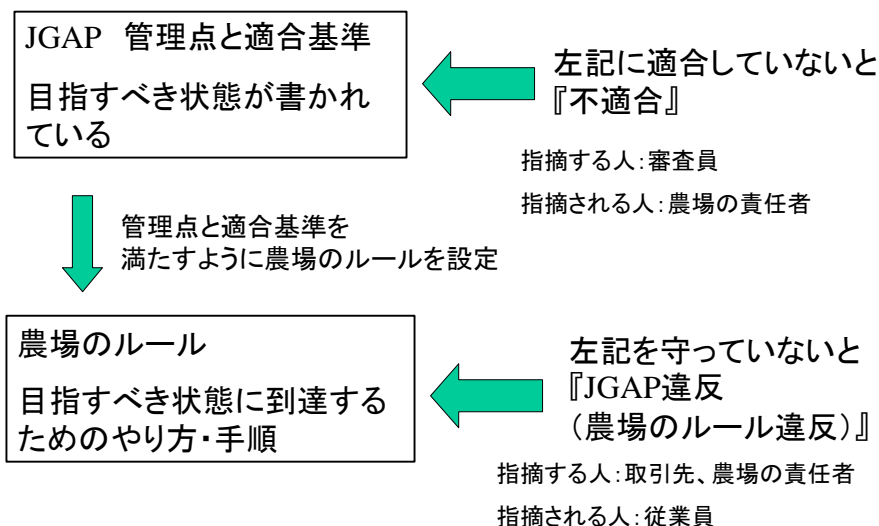 JGAP 管理点と適合基準
目指すべき状態が書かれ
ている
左記に適合していないと
『不適合』
指摘する人：審査員
指摘される人：農場の責任者
管理点と適合基準を
満たすように農場のルールを設定
農場のルール
目指すべき状態に到達する
ためのやり方・手順
左記を守っていないと
『JGAP違反
（農場のルール違反）』
指摘する人：取引先、農場の責任者
指摘される人：従業員